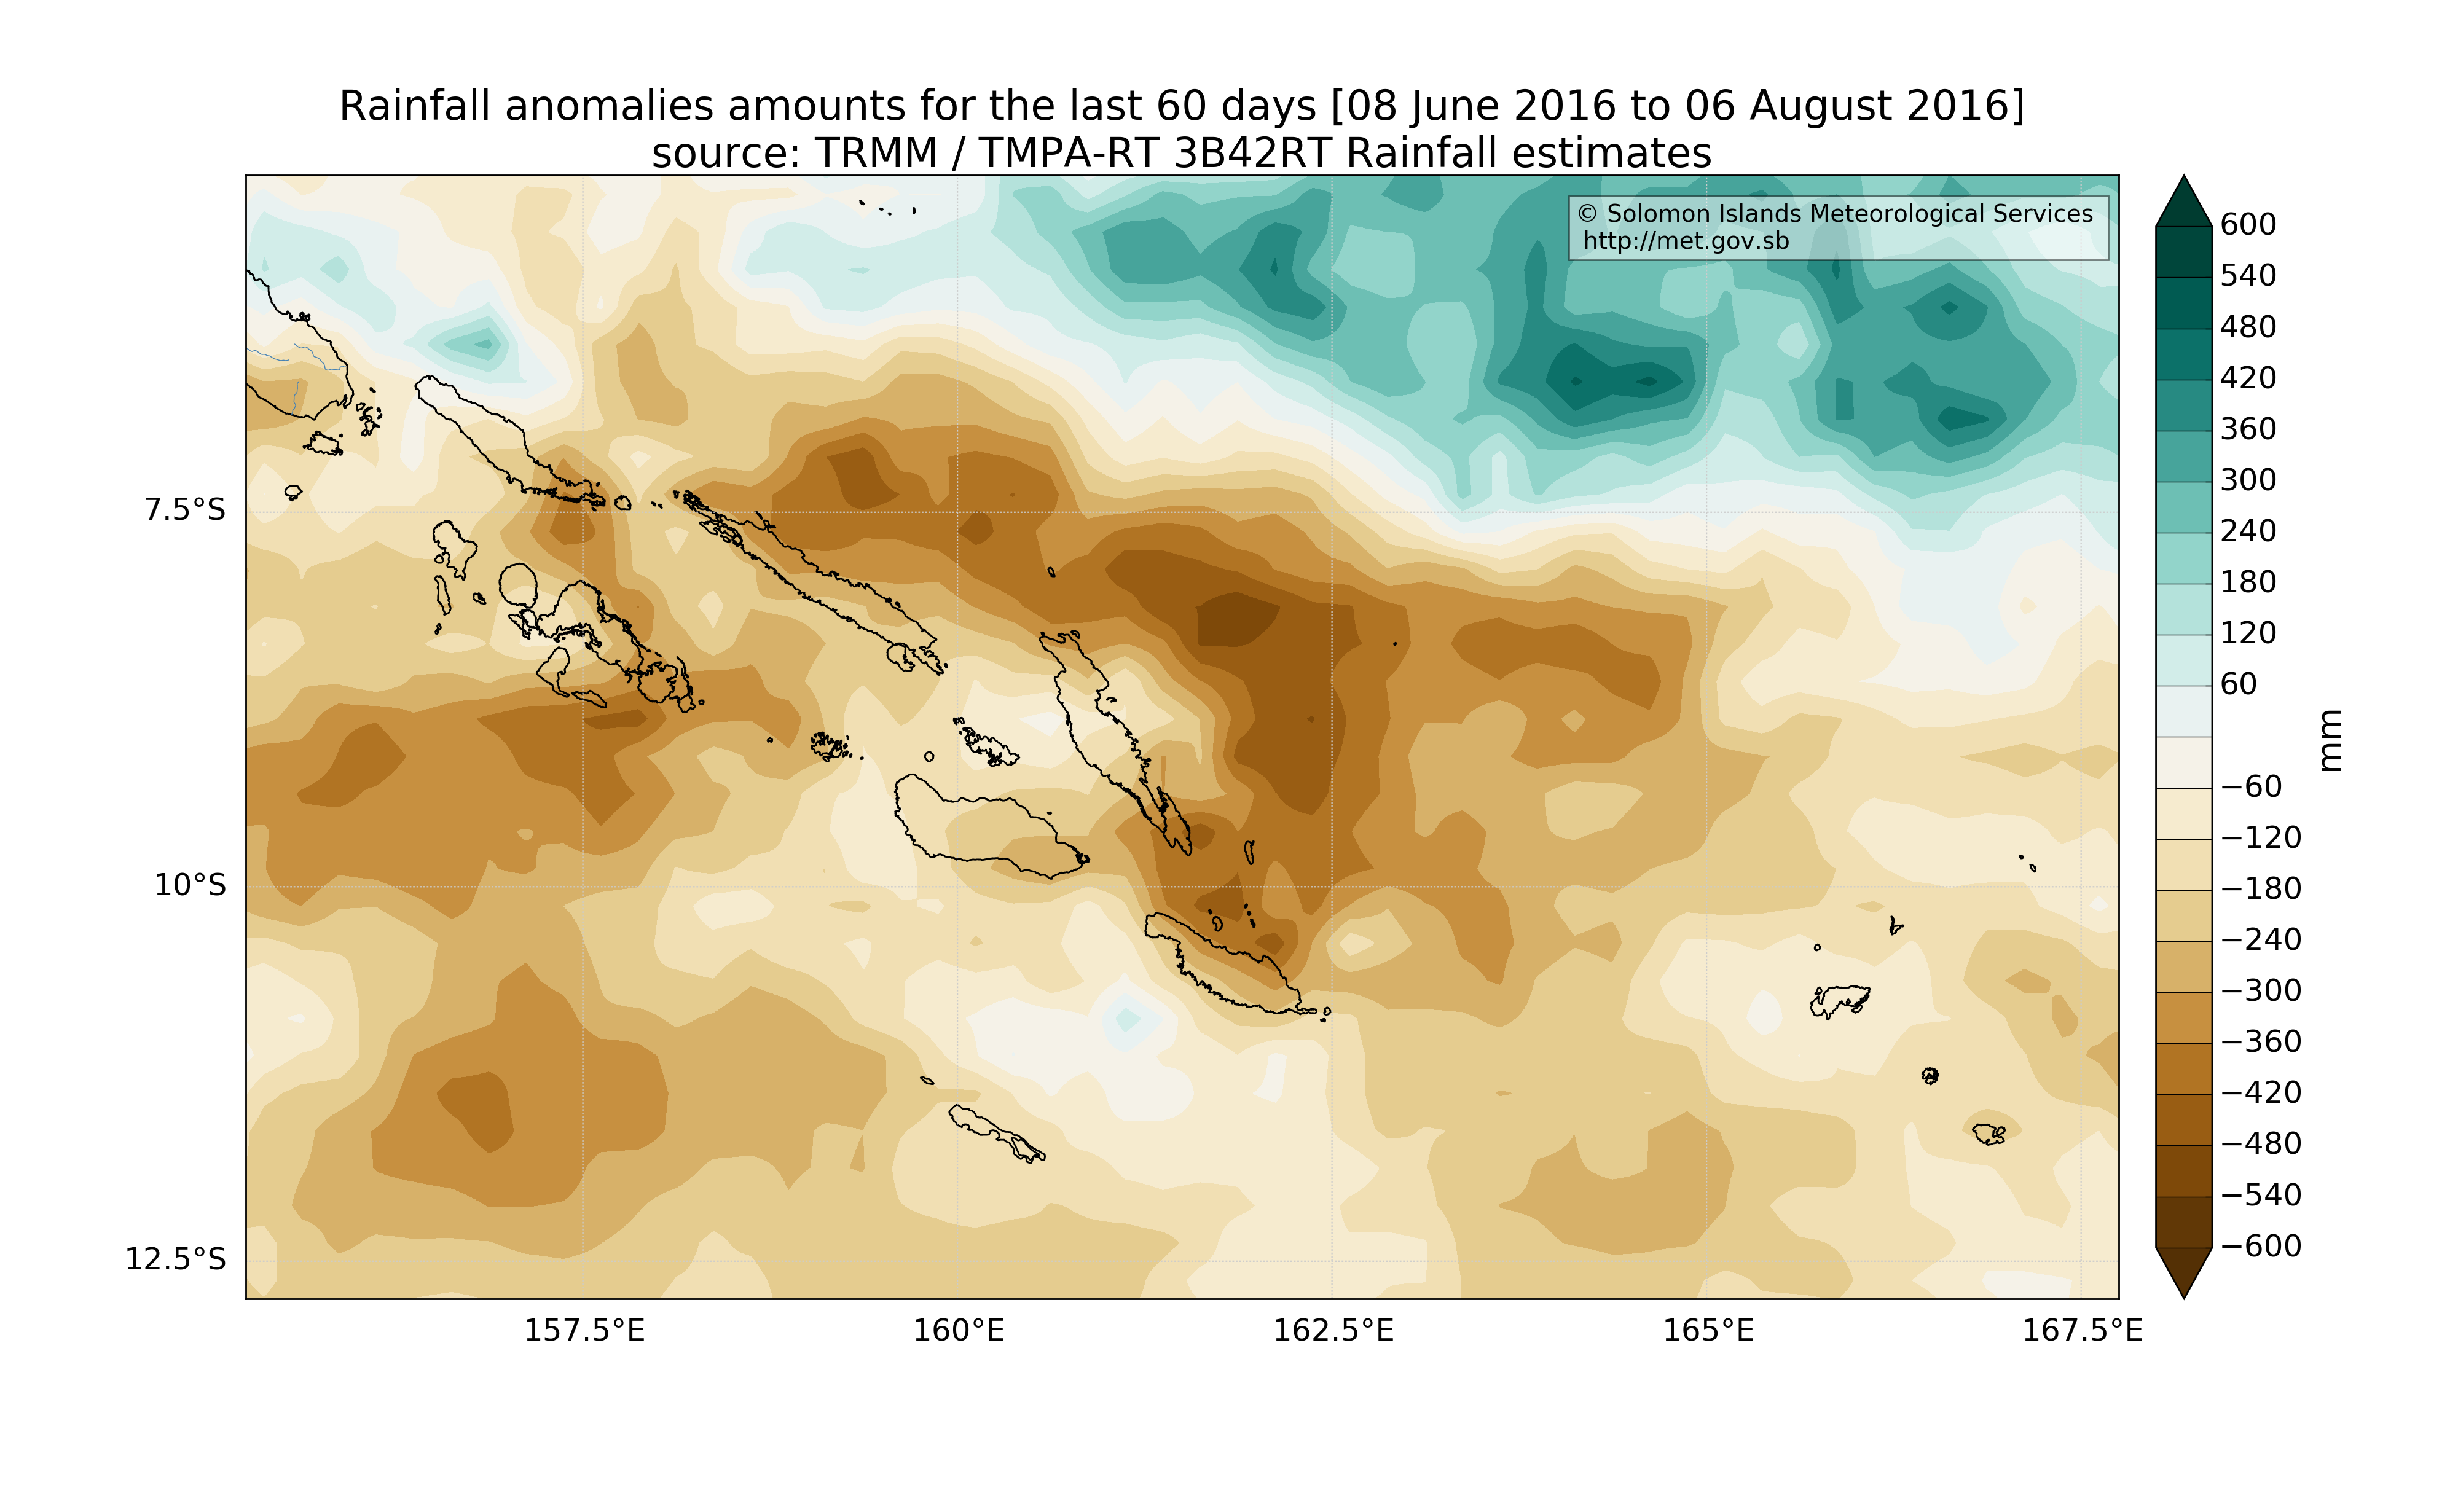 Rainfall anomalies amounts for the last 60 days [08 June 2016 to 06 August 2016]
source: TRMM / TMPA-RT 3B42RT Rainfall estimates
© Solomon Islands Meteorological Services
http://met.gov.sb
7.5°S
10°S
12.5°S
157.5°E
160°E
162.5°E
165°E
167.5°E
600
540
480
420
360
300
240
180
120
60
−60
−120
−180
−240
−300
−360
−420
−480
−540
−600
mm